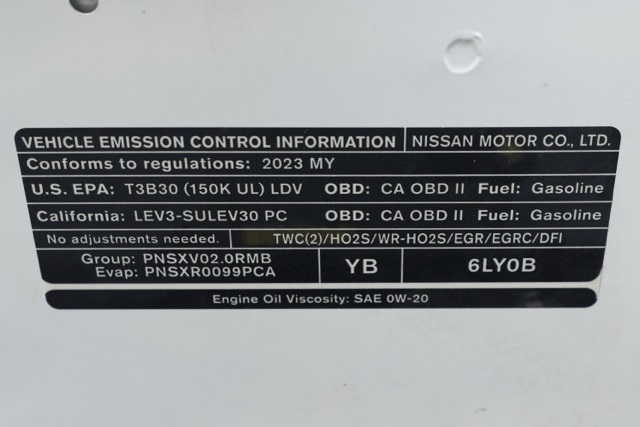 VEHICLE EMISSION CONTROL INFORMATION NISSAN MOTOR CO., LTD.
Conforms to regulations: 2023 MY
U.S. EPA: T3B30 (150K UL) LDV OBD: CA OBD II Fuel: Gasoline
California: LEV3-SULEV30 PC OBD: CA OBD II Fuel: Gasoline
No adjustments needed. TWC(2)/HO2S/WR-HO2S/EGR/EGRC/DFI
Group: PNSXV02.0RMB
Evap: PNSXR0099PCA
YB
6LY0B
Engine Oil Viscosity: SAE 0W-20